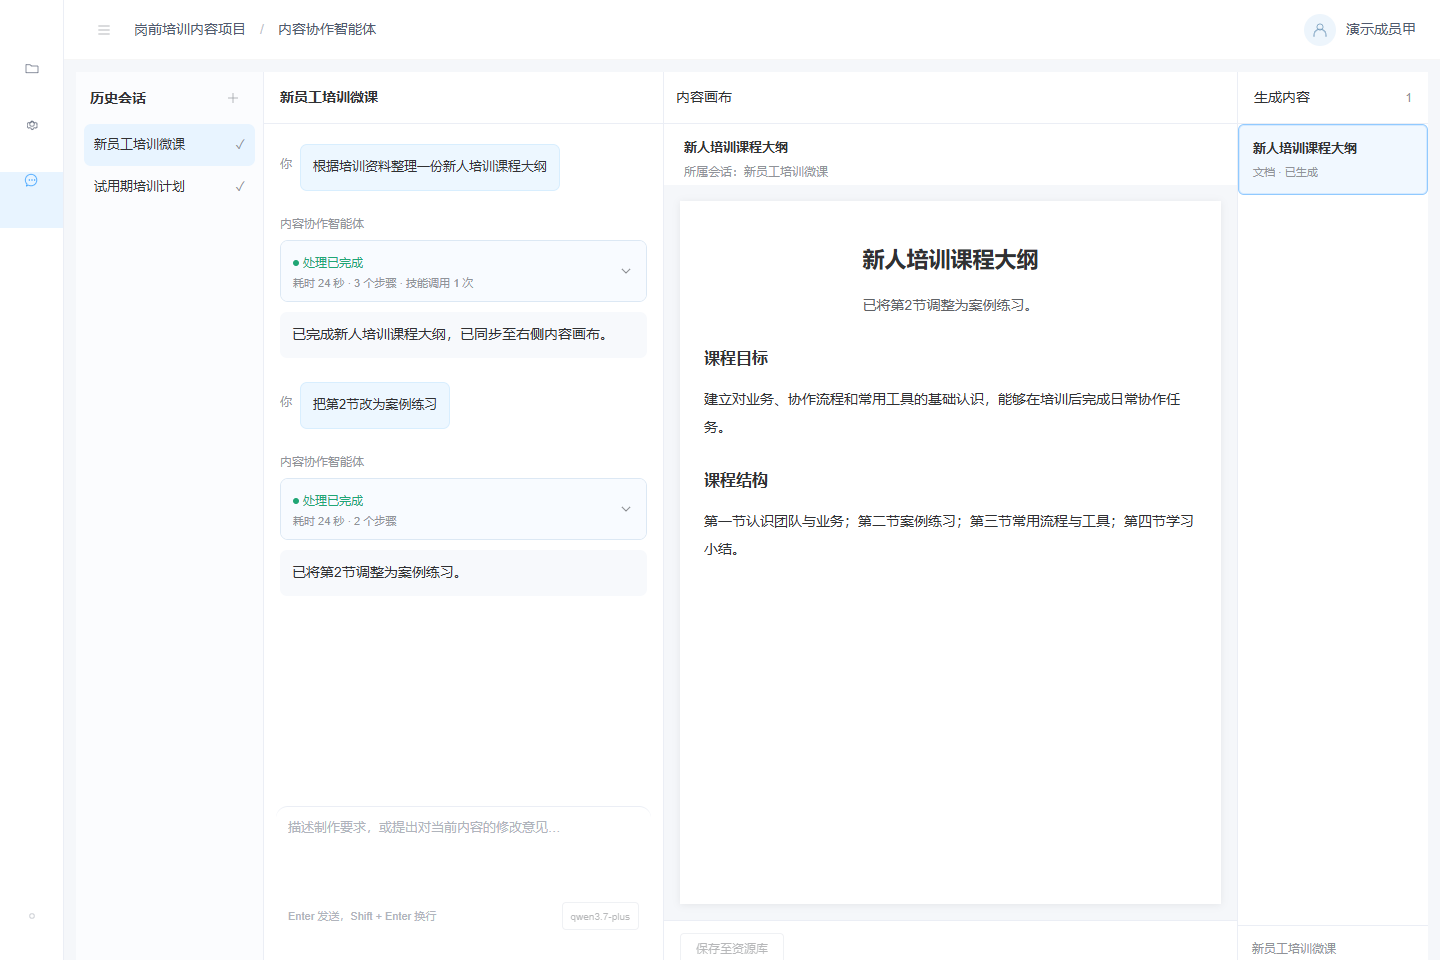 岗前培训内容项目 / 内容协作智能体
演示成员甲
历史会话
新员工培训微课
试用期培训计划
新员工培训微课
你 根据培训资料整理一份新人培训课程大纲
内容协作智能体
处理已完成
耗时 24 秒 · 3 个步骤 · 技能调用 1 次
已完成新人培训课程大纲，已同步至右侧内容画布。
你 把第2节改为案例练习
内容协作智能体
处理已完成
耗时 24 秒 · 2 个步骤
已将第2节调整为案例练习。
描述制作要求，或提出对当前内容的修改意见...
Enter 发送，Shift + Enter 换行
qwen3.7-plus
内容画布
新人培训课程大纲
所属会话：新员工培训微课
新人培训课程大纲
已将第2节调整为案例练习。
课程目标
建立对业务、协作流程和常用工具的基础认识，能够在培训后完成日常协作任
务。
课程结构
第一节认识团队与业务；第二节案例练习；第三节常用流程与工具；第四节学习
小结。
保存至资源库
生成内容 1
新人培训课程大纲
文档 · 已生成
新员工培训微课